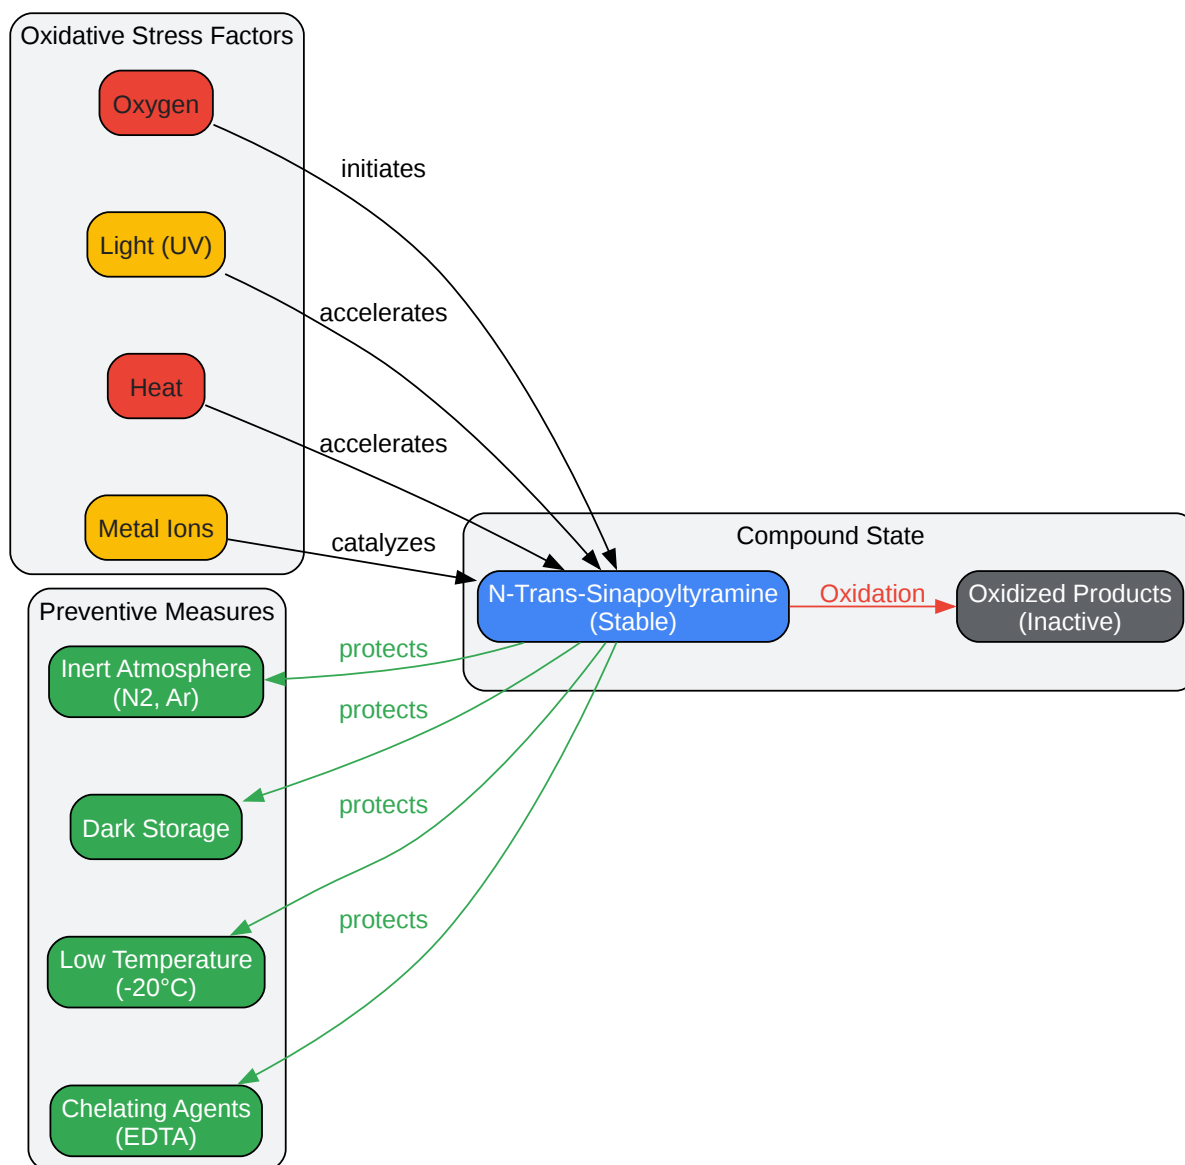 Oxidative Stress Factors
Oxygen
initiates
Light (UV)
accelerates
Heat
accelerates
Metal Ions
catalyzes
Compound State
N-Trans-Sinapoyltyramine
(Stable)
Oxidation
Oxidized Products
(Inactive)
Preventive Measures
protects
Inert Atmosphere
(N2, Ar)
protects
Dark Storage
protects
Low Temperature
(-20°C)
protects
Chelating Agents
(EDTA)